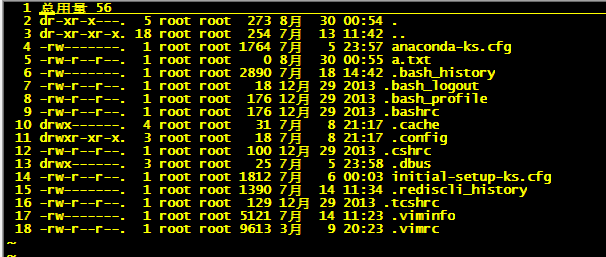 1 总用量 56
2 dr-xr-x---.  5 root root  273 8月  30 00:54 .
3 dr-xr-xr-x. 18 root root  254 7月  13 11:42 ..
4 -rw-------.  1 root root 1764 7月   5 23:57 anaconda-ks.cfg
5 -rw-r--r--.  1 root root    0 8月  30 00:55 a.txt
6 -rw-------.  1 root root 2890 7月  18 14:42 .bash_history
7 -rw-r--r--.  1 root root   18 12月 29 2013 .bash_logout
8 -rw-r--r--.  1 root root  176 12月 29 2013 .bash_profile
9 -rw-r--r--.  1 root root  176 12月 29 2013 .bashrc
10 drwx------.  4 root root   31 7月   8 21:17 .cache
11 drwxr-xr-x.  3 root root   18 7月   8 21:17 .config
12 -rw-r--r--.  1 root root  100 12月 29 2013 .cshrc
13 drwx------.  3 root root   25 7月   5 23:58 .dbus
14 -rw-r--r--.  1 root root 1812 7月   6 00:03 initial-setup-ks.cfg
15 -rw-------.  1 root root 1390 7月  14 11:34 .rediscli_history
16 -rw-r--r--.  1 root root  129 12月 29 2013 .tcshrc
17 -rw-------.  1 root root 5121 7月  14 11:23 .viminfo
18 -rw-r--r--.  1 root root 9613 3月   9 20:23 .vimrc
~
~